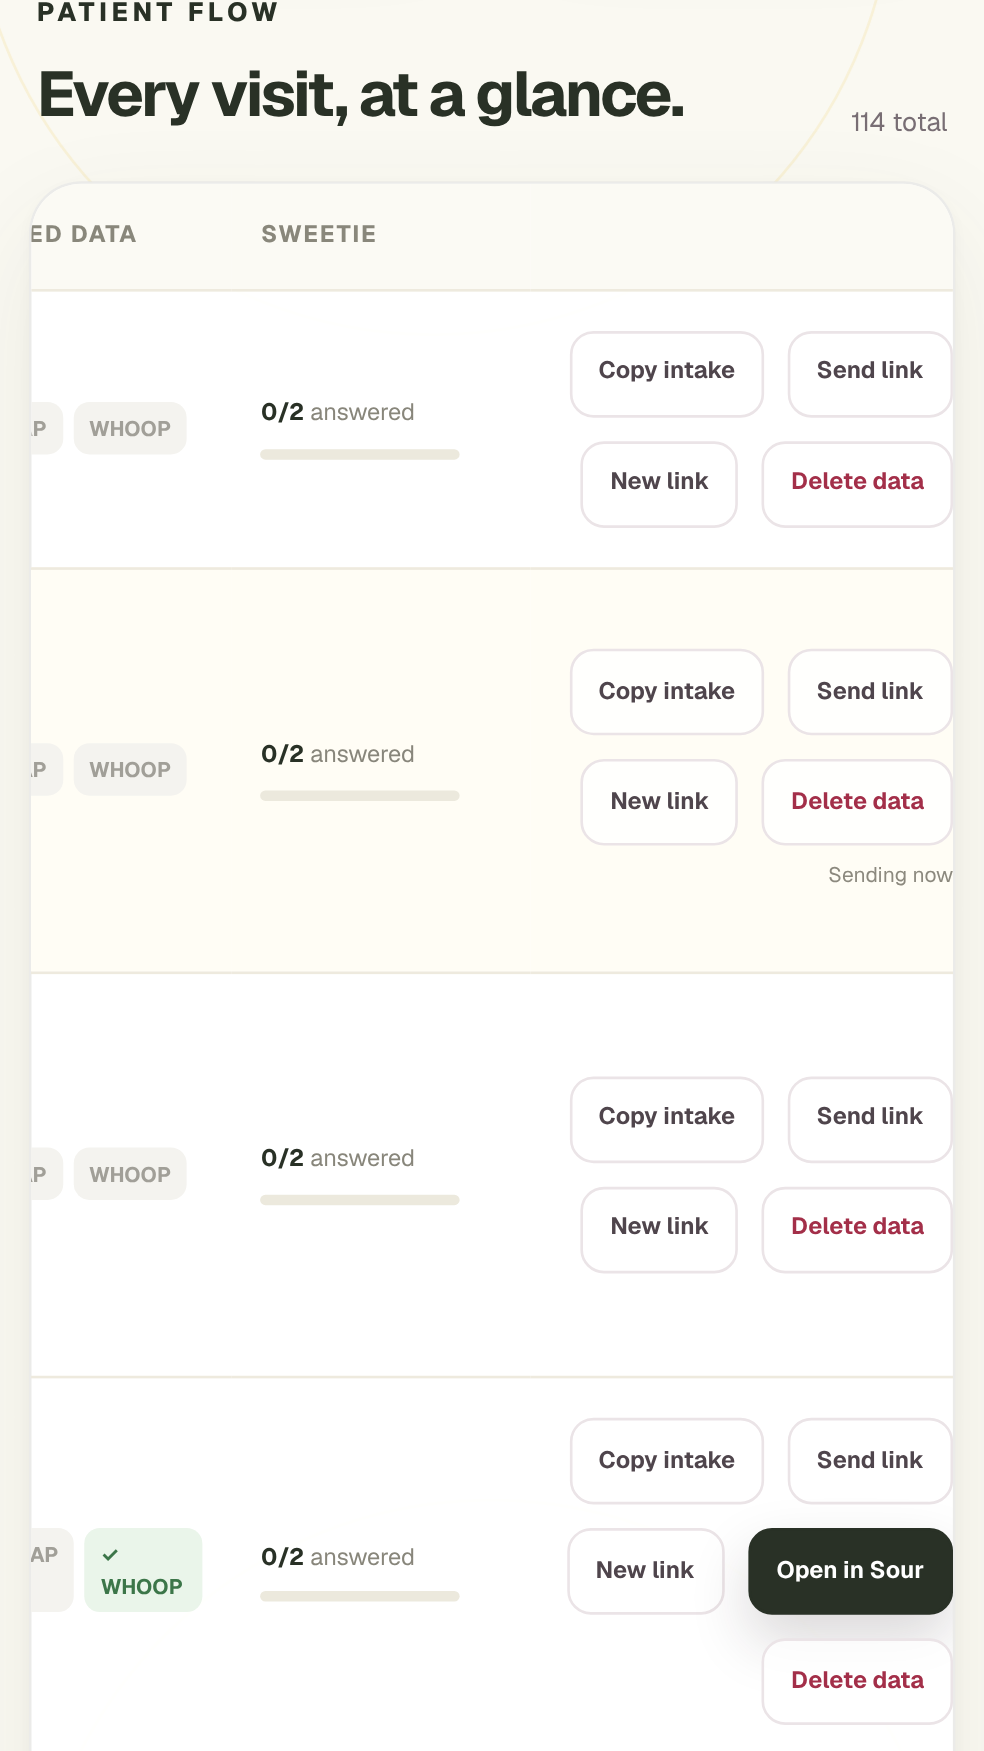 PATIENT FLOW
Every visit, at a glance.
114 total
ED DATA SWEETIE
Copy intake Send link
0/2 answered
AP WHOOP
New link Delete data
Copy intake Send link
0/2 answered
AP WHOOP
New link Delete data
Sending now
Copy intake Send link
0/2 answered
AP WHOOP
New link Delete data
Copy intake Send link
AP ✓ WHOOP
0/2 answered
New link Open in Sour
Delete data